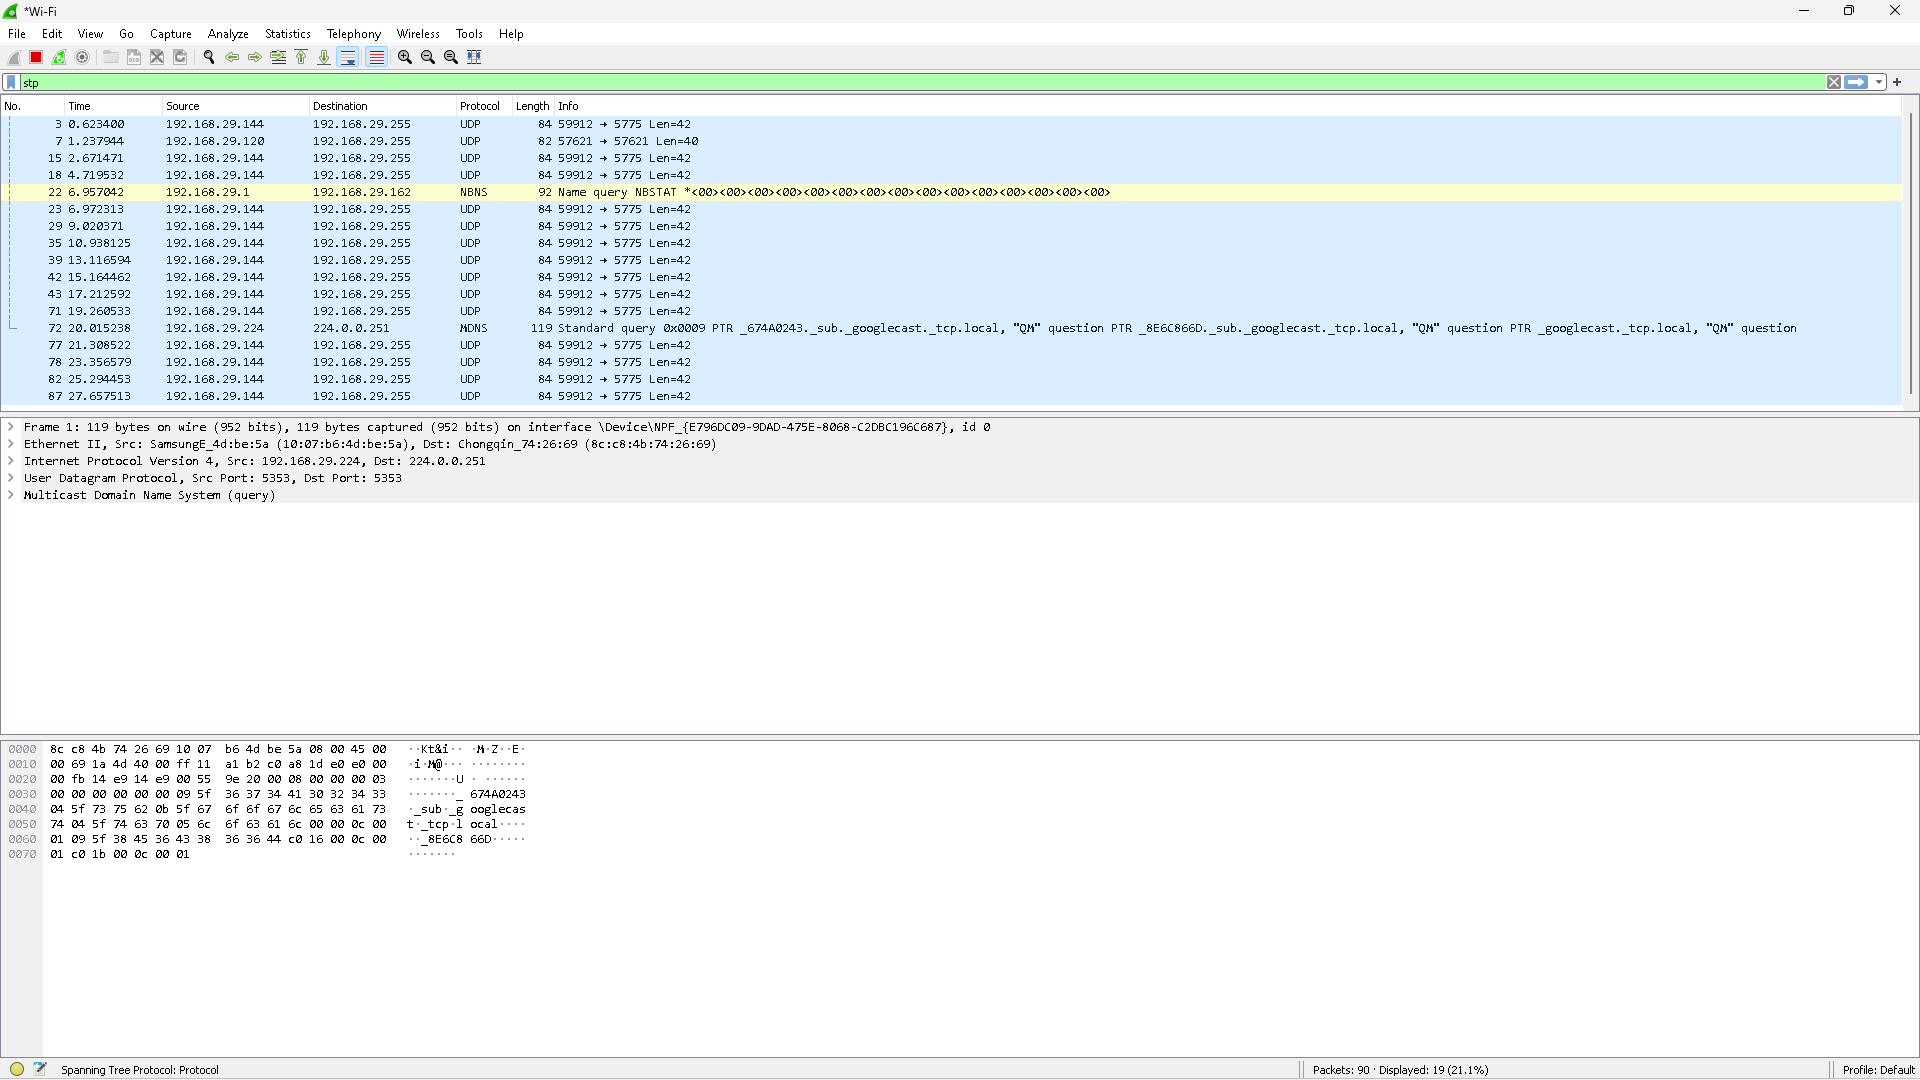 *Wi-Fi
File Edit View Go Capture Analyze Statistics Telephony Wireless Tools Help
stp
No. Time Source Destination Protocol Length Info
3 0.623400 192.168.29.144 192.168.29.255 UDP 84 59912 → 5775 Len=42
7 1.237944 192.168.29.120 192.168.29.255 UDP 82 57621 → 57621 Len=40
15 2.671471 192.168.29.144 192.168.29.255 UDP 84 59912 → 5775 Len=42
18 4.719532 192.168.29.144 192.168.29.255 UDP 84 59912 → 5775 Len=42
22 6.957042 192.168.29.1 192.168.29.162 NBNS 92 Name query NBSTAT *<00><00><00><00><00><00><00><00><00><00><00><00><00><00><00>
23 6.972313 192.168.29.144 192.168.29.255 UDP 84 59912 → 5775 Len=42
29 9.020371 192.168.29.144 192.168.29.255 UDP 84 59912 → 5775 Len=42
35 10.938125 192.168.29.144 192.168.29.255 UDP 84 59912 → 5775 Len=42
39 13.116594 192.168.29.144 192.168.29.255 UDP 84 59912 → 5775 Len=42
42 15.164462 192.168.29.144 192.168.29.255 UDP 84 59912 → 5775 Len=42
43 17.212592 192.168.29.144 192.168.29.255 UDP 84 59912 → 5775 Len=42
71 19.260533 192.168.29.144 192.168.29.255 UDP 84 59912 → 5775 Len=42
72 20.015238 192.168.29.224 224.0.0.251 MDNS 119 Standard query 0x0009 PTR _674A0243._sub._googlecast._tcp.local, "QM" question PTR _8E6C866D._sub._googlecast._tcp.local, "QM" question PTR _googlecast._tcp.local, "QM" question
77 21.308522 192.168.29.144 192.168.29.255 UDP 84 59912 → 5775 Len=42
78 23.356579 192.168.29.144 192.168.29.255 UDP 84 59912 → 5775 Len=42
82 25.294453 192.168.29.144 192.168.29.255 UDP 84 59912 → 5775 Len=42
87 27.657513 192.168.29.144 192.168.29.255 UDP 84 59912 → 5775 Len=42
Frame 1: 119 bytes on wire (952 bits), 119 bytes captured (952 bits) on interface \Device\NPF_{E796DC09-9DAD-475E-8068-C2DBC196C687}, id 0
Ethernet II, Src: SamsungE_4d:be:5a (10:07:b6:4d:be:5a), Dst: Chongqin_74:26:69 (8c:c8:4b:74:26:69)
Internet Protocol Version 4, Src: 192.168.29.224, Dst: 224.0.0.251
User Datagram Protocol, Src Port: 5353, Dst Port: 5353
Multicast Domain Name System (query)
0000 8c c8 4b 74 26 69 10 07 b6 4d be 5a 08 00 45 00 ··Kt&i·· ·M·Z··E·
0010 00 69 1a 4d 40 00 ff 11 a1 b2 c0 a8 1d e0 e0 00 ·i·M@··· ········
0020 00 fb 14 e9 14 e9 00 55 9e 20 00 08 00 00 00 03 ·······U · ······
0030 00 00 00 00 00 00 09 5f 36 37 34 41 30 32 34 33 ·······_ 674A0243
0040 04 5f 73 75 62 0b 5f 67 6f 6f 67 6c 65 63 61 73 ·_sub·_g ooglecas
0050 74 04 5f 74 63 70 05 6c 6f 63 61 6c 00 00 0c 00 t·_tcp·l ocal····
0060 01 09 5f 38 45 36 43 38 36 36 44 c0 16 00 0c 00 ··_8E6C8 66D·····
0070 01 c0 1b 00 0c 00 01 ·······
Spanning Tree Protocol: Protocol
Packets: 90 · Displayed: 19 (21.1%)
Profile: Default